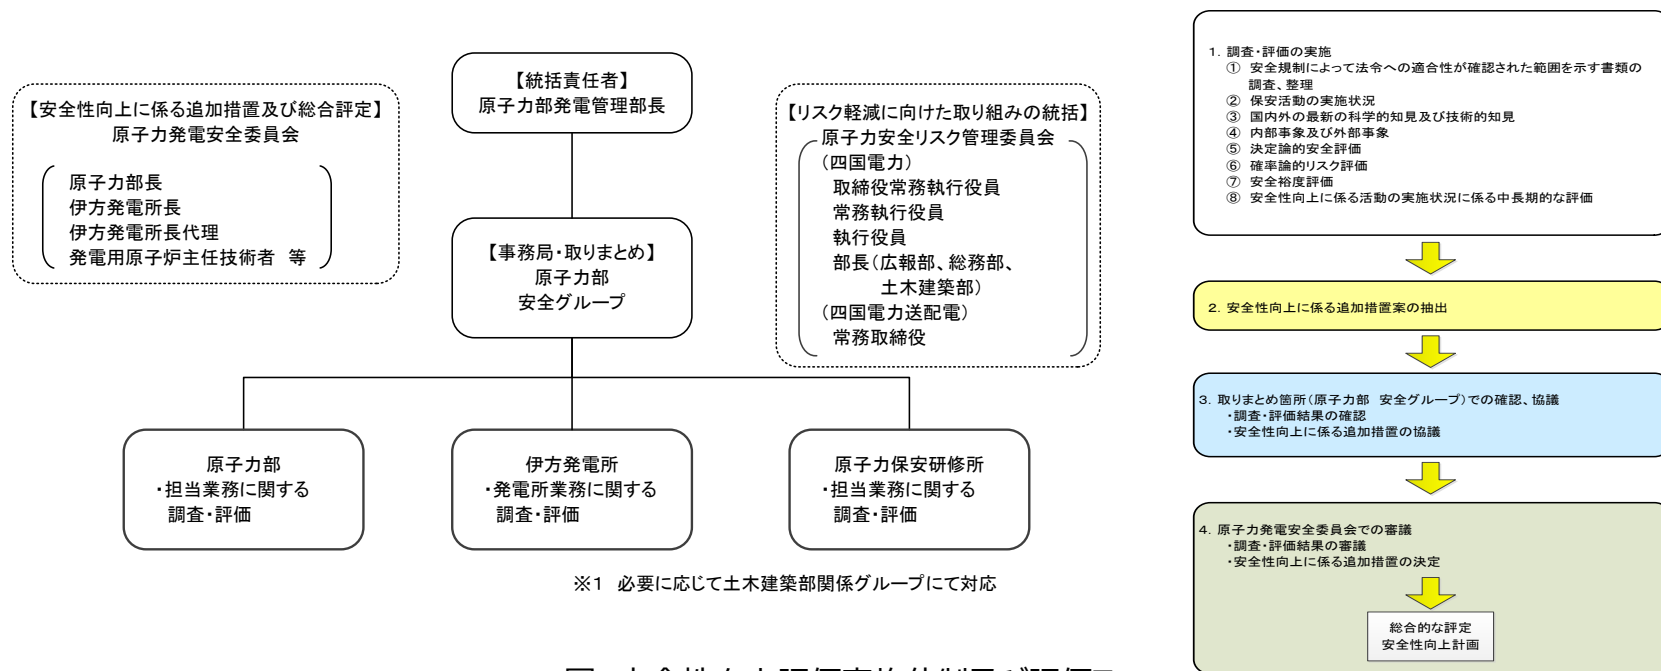 【安全性向上に係る追加措置及び総合評定】
原子力発電安全委員会
原子力部長
伊方発電所長
伊方発電所長代理
発電用原子炉主任技術者 等
【統括責任者】
原子力部発電管理部長
【事務局・取りまとめ】
原子力部
安全グループ
【リスク軽減に向けた取り組みの統括】
原子力安全リスク管理委員会
(四国電力)
取締役常務執行役員
常務執行役員
執行役員
部長(広報部、総務部、
土木建築部)
(四国電力送配電)
常務取締役
原子力部
・担当業務に関する
調査・評価
伊方発電所
・発電所業務に関する
調査・評価
原子力保安研修所
・担当業務に関する
調査・評価
※1 必要に応じて土木建築部関係グループにて対応
1. 調査・評価の実施
① 安全規制によって法令への適合性が確認された範囲を示す書類の
調査、整理
② 保安活動の実施状況
③ 国内外の最新の科学的知見及び技術的知見
④ 内部事象及び外部事象
⑤ 決定論的安全評価
⑥ 確率論的リスク評価
⑦ 安全裕度評価
⑧ 安全性向上に係る活動の実施状況に係る中長期的な評価
2. 安全性向上に係る追加措置案の抽出
3. 取りまとめ箇所(原子力部 安全グループ)での確認、協議
・調査・評価結果の確認
・安全性向上に係る追加措置の協議
4. 原子力発電安全委員会での審議
・調査・評価結果の審議
・安全性向上に係る追加措置の決定
総合的な評定
安全性向上計画